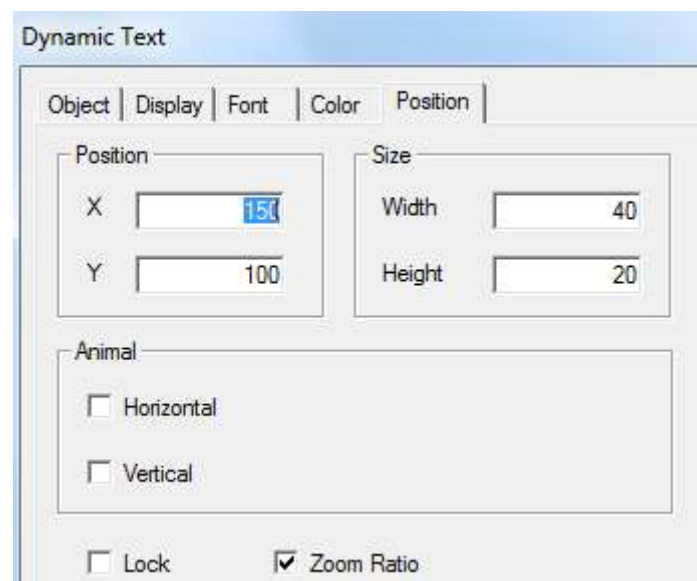 Dynamic Text
Object Display Font Color Position
Position Size
X 150 Width 40
Y 100 Height 20
Animal
Horizontal
Vertical
Lock Zoom Ratio